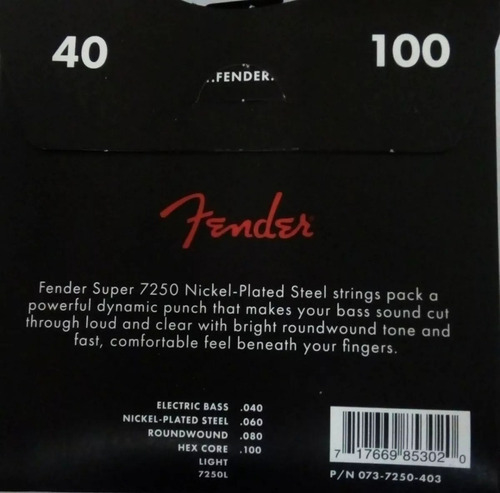 40
100
..FENDER.
Fender
Fender Super 7250 Nickel-Plated Steel strings pack a
powerful dynamic punch that makes your bass sound cut
through loud and clear with bright roundwound tone and
fast, comfortable feel beneath your fingers.
ELECTRIC BASS .040
NICKEL-PLATED STEEL .060
ROUNDWOUND .080
HEX CORE .100
LIGHT
7250L
7 17669 85302 0
P/N 073-7250-403